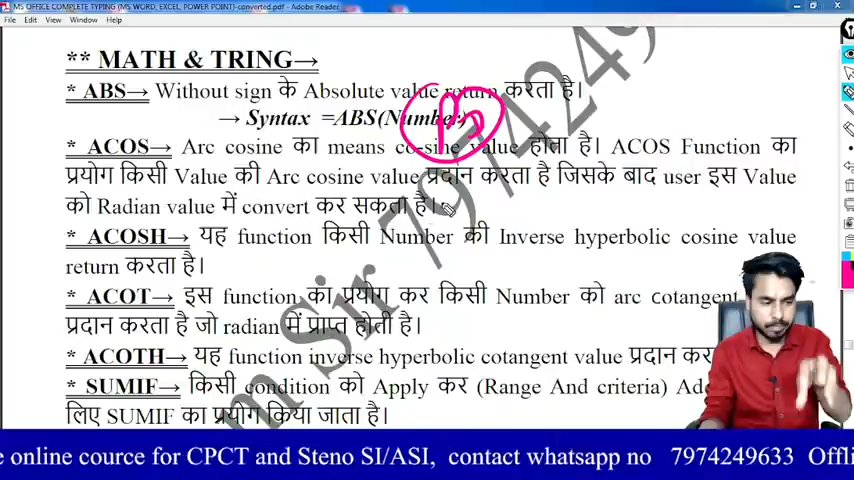 MS OFFICE COMPLETE TYPING (MS WORD, EXCEL, POWER POINT)-converted.pdf - Adobe Reader
File Edit View Window Help
** MATH & TRING→
* ABS→ Without sign के Absolute value return करता है।
→ Syntax =ABS(Number)
* ACOS→ Arc cosine का means co-sine value होता है। ACOS Function का
प्रयोग किसी Value की Arc cosine value प्रदान करता है जिसके बाद user इस Value
को Radian value में convert कर सकता है।
* ACOSH→ यह function किसी Number की Inverse hyperbolic cosine value
return करता है।
* ACOT→ इस function का प्रयोग कर किसी Number को arc cotangent
प्रदान करता है जो radian में प्राप्त होती है।
* ACOTH→ यह function inverse hyperbolic cotangent value प्रदान कर
* SUMIF→ किसी condition को Apply कर (Range And criteria)
लिए SUMIF का प्रयोग किया जाता है।
m Sir 7974249
e online cource for CPCT and Steno SI/ASI, contact whatsapp no 7974249633 Offli